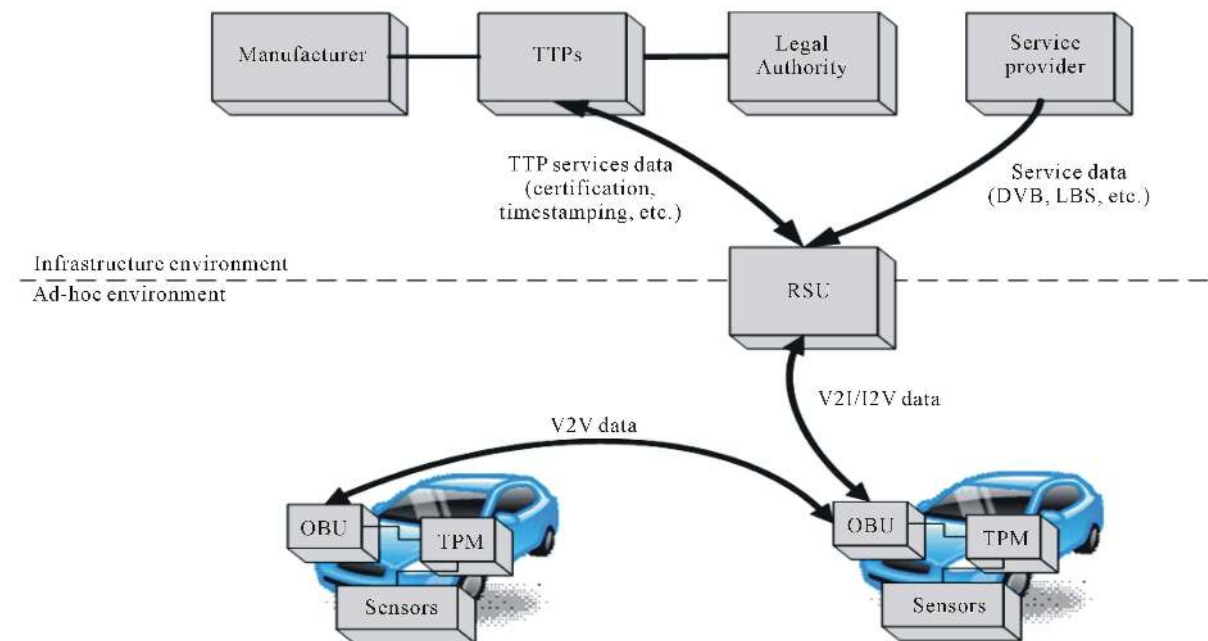 Manufacturer
TTPs
Legal
Authority
Service
provider
TTP services data
(certification,
timestamping, etc.)
Service data
(DVB, LBS, etc.)
Infrastructure environment
Ad-hoc environment
RSU
V2I/I2V data
V2V data
OBU
TPM
Sensors
OBU
TPM
Sensors